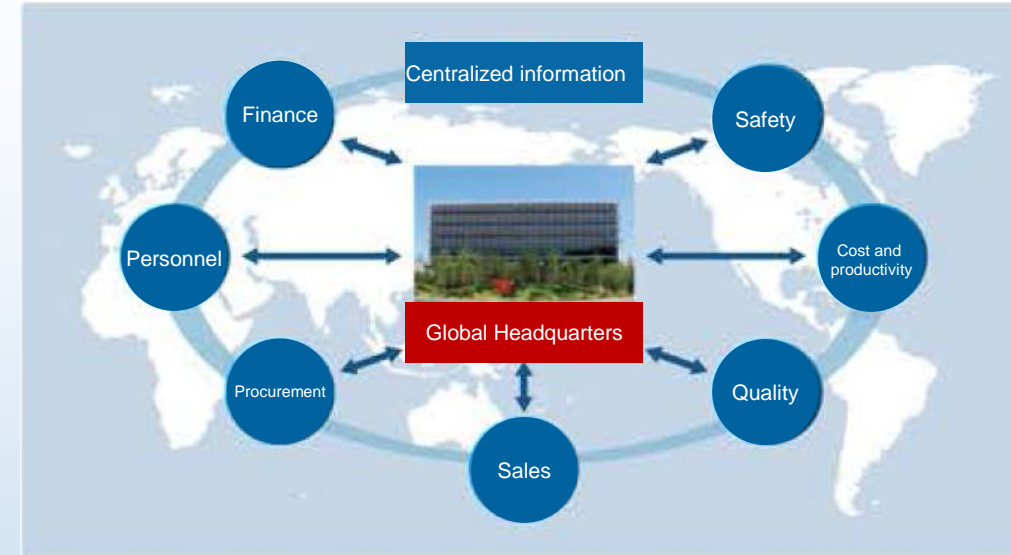 Centralized information
Finance
Safety
Personnel
Cost and
productivity
Global Headquarters
Procurement
Quality
Sales